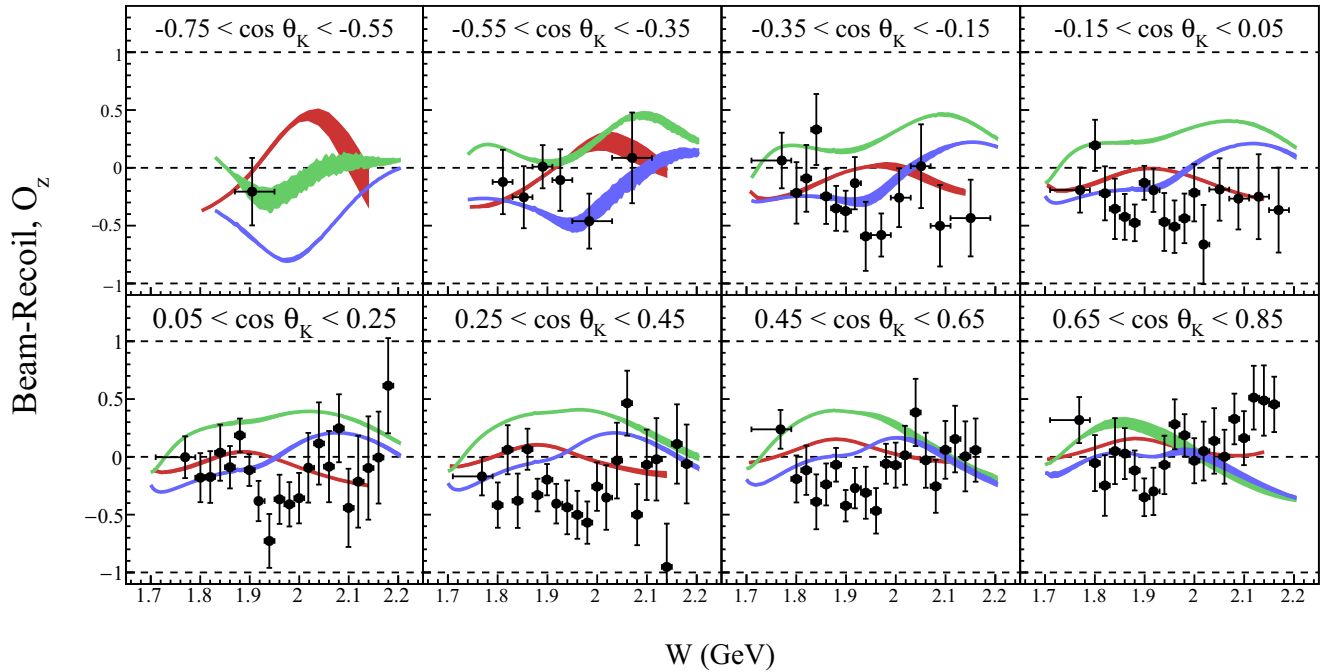 -0.75 < cos θ_K < -0.55
-0.55 < cos θ_K < -0.35
-0.35 < cos θ_K < -0.15
-0.15 < cos θ_K < 0.05
1
0.5
0
-0.5
-1
Beam-Recoil, O_z
0.05 < cos θ_K < 0.25
0.25 < cos θ_K < 0.45
0.45 < cos θ_K < 0.65
0.65 < cos θ_K < 0.85
1
0.5
0
-0.5
-1
1.7 1.8 1.9 2 2.1 2.2
1.7 1.8 1.9 2 2.1 2.2
1.7 1.8 1.9 2 2.1 2.2
1.7 1.8 1.9 2 2.1 2.2
W (GeV)